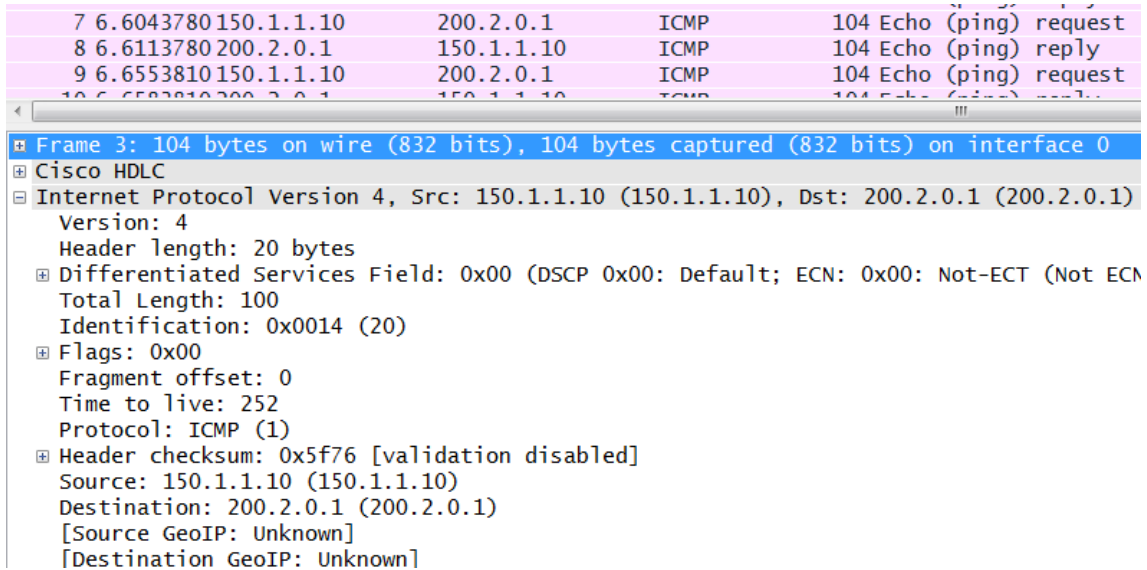 7 6.6043780 150.1.1.10 200.2.0.1 ICMP 104 Echo (ping) request
8 6.6113780 200.2.0.1 150.1.1.10 ICMP 104 Echo (ping) reply
9 6.6553810 150.1.1.10 200.2.0.1 ICMP 104 Echo (ping) request
Frame 3: 104 bytes on wire (832 bits), 104 bytes captured (832 bits) on interface 0
Cisco HDLC
Internet Protocol Version 4, Src: 150.1.1.10 (150.1.1.10), Dst: 200.2.0.1 (200.2.0.1)
Version: 4
Header length: 20 bytes
Differentiated Services Field: 0x00 (DSCP 0x00: Default; ECN: 0x00: Not-ECT (Not ECN
Total Length: 100
Identification: 0x0014 (20)
Flags: 0x00
Fragment offset: 0
Time to live: 252
Protocol: ICMP (1)
Header checksum: 0x5f76 [validation disabled]
Source: 150.1.1.10 (150.1.1.10)
Destination: 200.2.0.1 (200.2.0.1)
[Source GeoIP: Unknown]
[Destination GeoIP: Unknown]